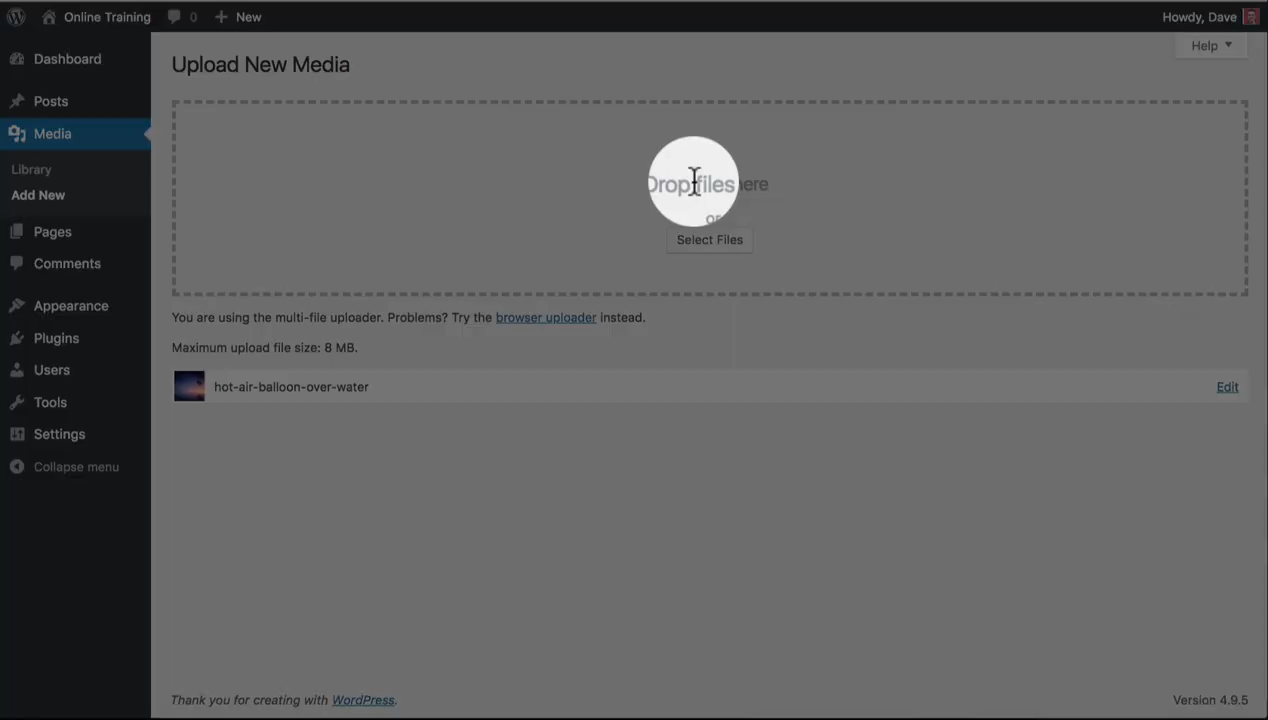 Online Training 0 New Howdy, Dave
Help
Dashboard
Posts
Media
Library
Add New
Pages
Comments
Appearance
Plugins
Users
Tools
Settings
Collapse menu
Upload New Media
Drop files here
or
Select Files
You are using the multi-file uploader. Problems? Try the browser uploader instead.
Maximum upload file size: 8 MB.
hot-air-balloon-over-water Edit
Thank you for creating with WordPress. Version 4.9.5